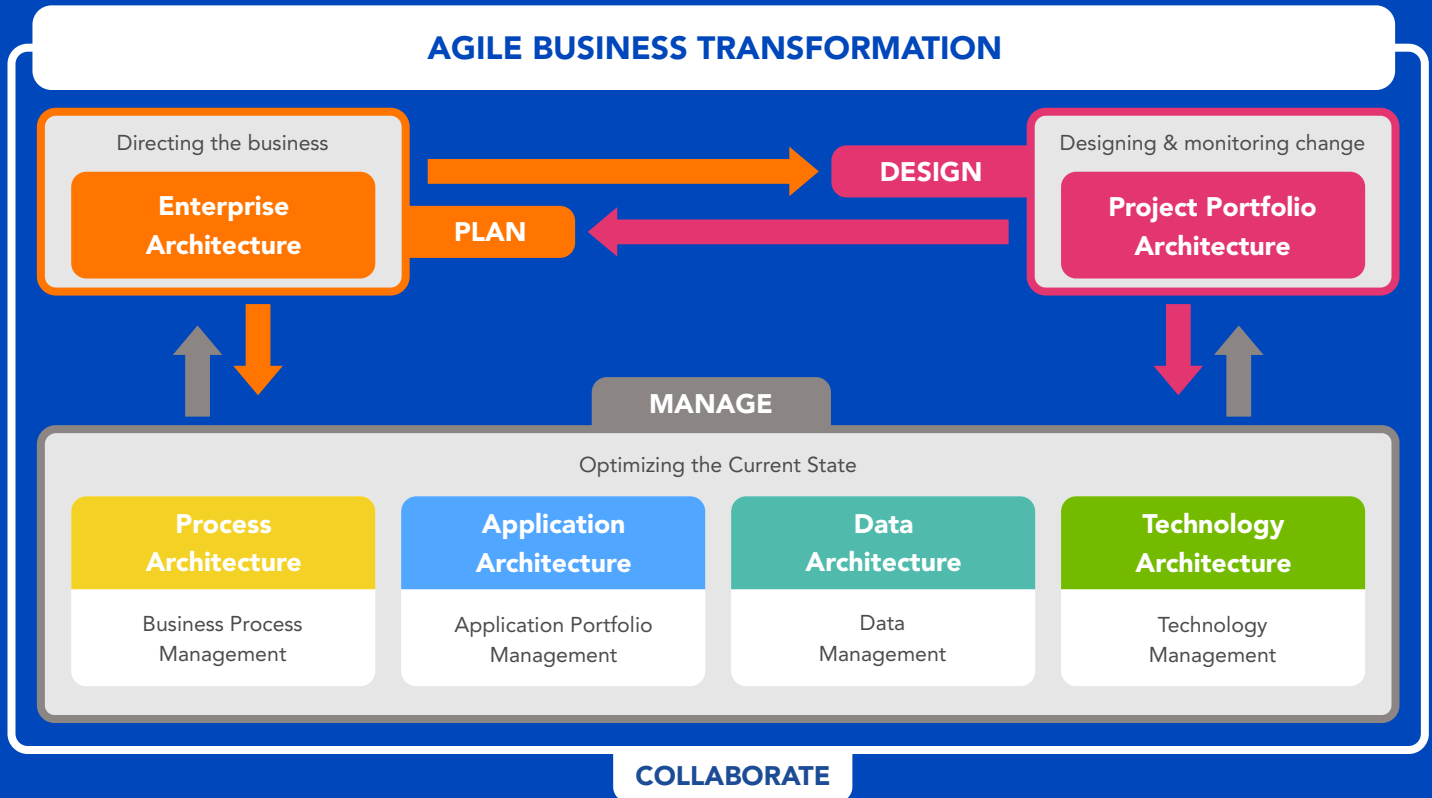 AGILE BUSINESS TRANSFORMATION
Directing the business
Enterprise
Architecture
PLAN
DESIGN
Designing & monitoring change
Project Portfolio
Architecture
MANAGE
Optimizing the Current State
Process
Architecture
Business Process
Management
Application
Architecture
Application Portfolio
Management
Data
Architecture
Data
Management
Technology
Architecture
Technology
Management
COLLABORATE